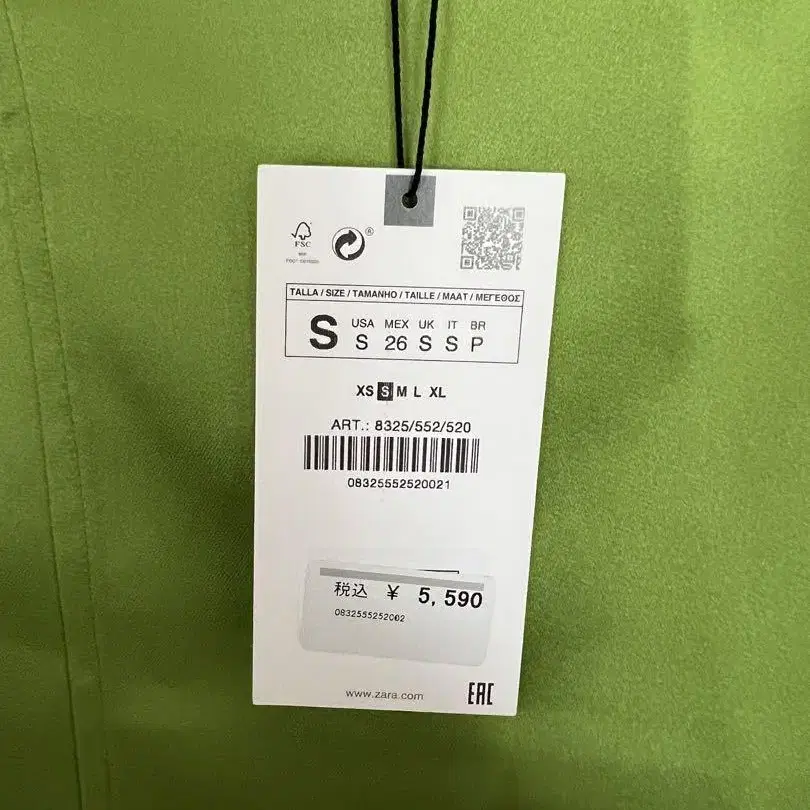 FSC
®
TALLA / SIZE / TAMANHO / TAILLE / MAAT / ΜΕΓΕΘΟΣ
S
USA MEX UK IT BR
S 26 S S P
XS S M L XL
ART.: 8325/552/520
08325552520021
税込 ¥ 5,590
0832555252002
www.zara.com
EAC